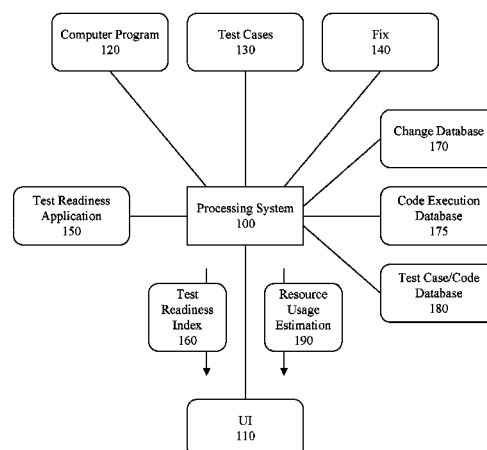 Computer Program
120
Test Cases
130
Fix
140
Change Database
170
Test Readiness
Application
150
Processing System
100
Code Execution
Database
175
Test Case/Code
Database
180
Test
Readiness
Index
160
Resource
Usage
Estimation
190
UI
110